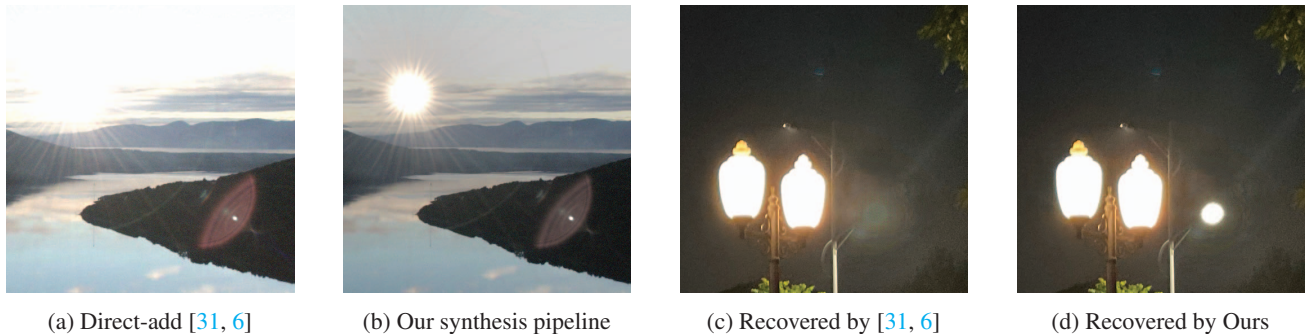 (a) Direct-add [31, 6]
(b) Our synthesis pipeline
(c) Recovered by [31, 6]
(d) Recovered by Ours